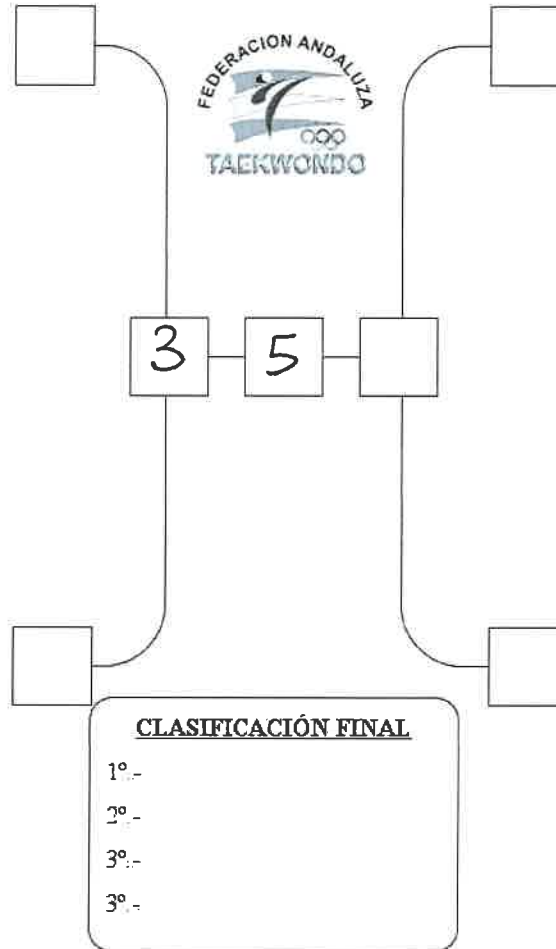 FEDERACION ANDALUZA
TAEKWONDO
3 5
CLASIFICACIÓN FINAL
1º.-
2º.-
3º.-
3º.-